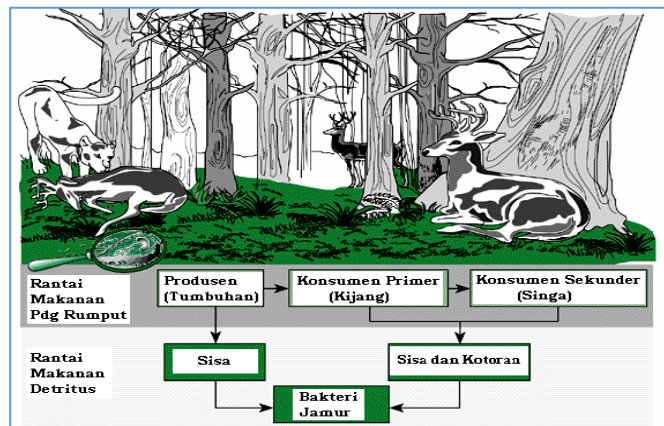 Rantai
Makanan
Pdg Rumput
Produsen
(Tumbuhan)
Konsumen Primer
(Kijang)
Konsumen Sekunder
(Singa)
Rantai
Makanan
Detritus
Sisa
Sisa dan Kotoran
Bakteri
Jamur